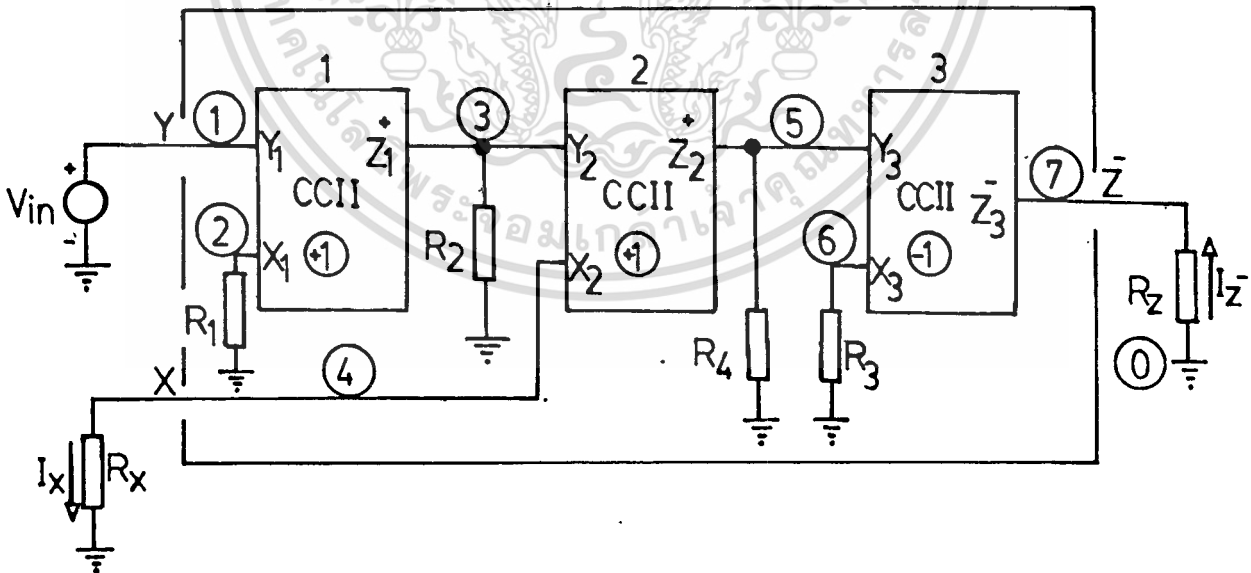 1
2
3
Y
①
Y₁
Z₁⁺
③
Y₂
Z₂⁺
⑤
Y₃
Z₃⁻
⑦
Z⁻
Vin
+
-
CCII
CCII
CCII
②
X₁
+1
R₁
R₂
X₂
+1
⑥
X₃
-1
R₄
R₃
Rz
Iz⁻
⓪
X
④
Ix
Rx